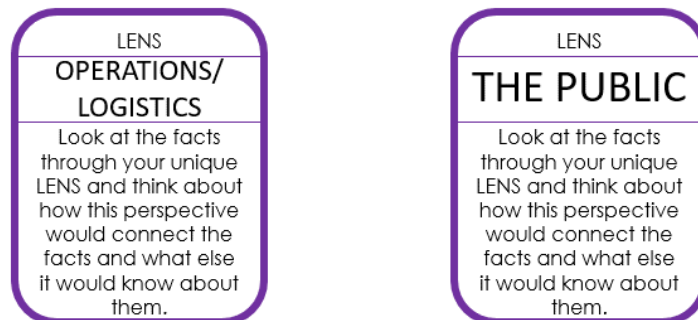 LENS
OPERATIONS/
LOGISTICS
Look at the facts
through your unique
LENS and think about
how this perspective
would connect the
facts and what else
it would know about
them.
LENS
THE PUBLIC
Look at the facts
through your unique
LENS and think about
how this perspective
would connect the
facts and what else
it would know about
them.